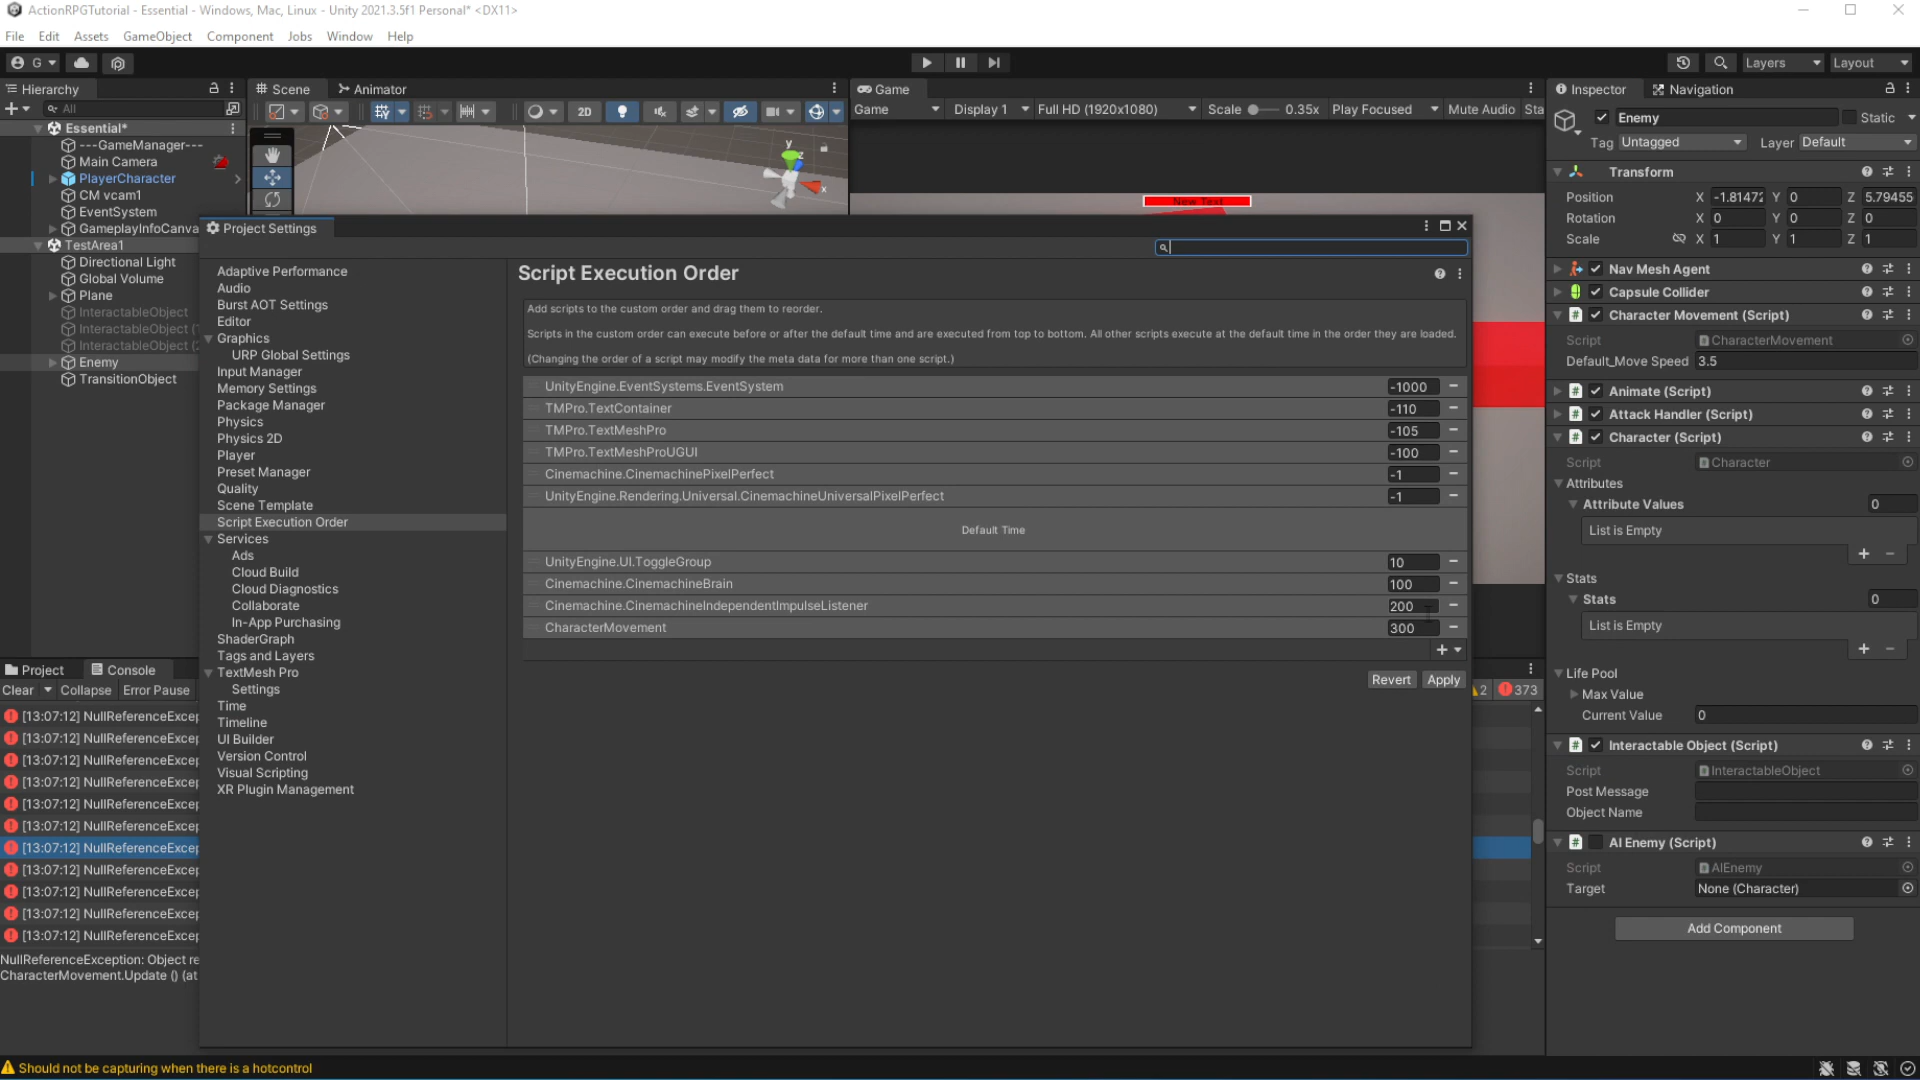 ActionRPGTutorial - Essential - Windows, Mac, Linux - Unity 2021.3.5f1 Personal* <DX11>
File Edit Assets GameObject Component Jobs Window Help
G Layers Layout
Hierarchy
All
Essential*
---GameManager---
Main Camera
PlayerCharacter
CM vcam1
EventSystem
GameplayInfoCanva
TestArea1
Directional Light
Global Volume
Plane
InteractableObject
InteractableObject (
InteractableObject (2
Enemy
TransitionObject
Scene Animator
2D
y
z
x
Game
Game Display 1 Full HD (1920x1080) Scale 0.35x Play Focused Mute Audio Sta
New Text
Project Settings
Adaptive Performance
Audio
Burst AOT Settings
Editor
Graphics
URP Global Settings
Input Manager
Memory Settings
Package Manager
Physics
Physics 2D
Player
Preset Manager
Quality
Scene Template
Script Execution Order
Services
Ads
Cloud Build
Cloud Diagnostics
Collaborate
In-App Purchasing
ShaderGraph
Tags and Layers
TextMesh Pro
Settings
Time
Timeline
UI Builder
Version Control
Visual Scripting
XR Plugin Management
Script Execution Order
Add scripts to the custom order and drag them to reorder.
Scripts in the custom order can execute before or after the default time and are executed from top to bottom. All other scripts execute at the default time in the order they are loaded.
(Changing the order of a script may modify the meta data for more than one script.)
UnityEngine.EventSystems.EventSystem -1000
TMPro.TextContainer -110
TMPro.TextMeshPro -105
TMPro.TextMeshProUGUI -100
Cinemachine.CinemachinePixelPerfect -1
UnityEngine.Rendering.Universal.CinemachineUniversalPixelPerfect -1
Default Time
UnityEngine.UI.ToggleGroup 10
Cinemachine.CinemachineBrain 100
Cinemachine.CinemachineIndependentImpulseListener 200
CharacterMovement 300
Revert Apply
Project Console
Clear Collapse Error Pause
2 373
[13:07:12] NullReferenceExcep
[13:07:12] NullReferenceExcep
[13:07:12] NullReferenceExcep
[13:07:12] NullReferenceExcep
[13:07:12] NullReferenceExcep
[13:07:12] NullReferenceExcep
[13:07:12] NullReferenceExcep
[13:07:12] NullReferenceExcep
[13:07:12] NullReferenceExcep
[13:07:12] NullReferenceExcep
[13:07:12] NullReferenceExcep
NullReferenceException: Object re
CharacterMovement.Update () (at
Should not be capturing when there is a hotcontrol
Inspector Navigation
Enemy Static
Tag Untagged Layer Default
Transform
Position X -1.81472 Y 0 Z 5.79455
Rotation X 0 Y 0 Z 0
Scale X 1 Y 1 Z 1
Nav Mesh Agent
Capsule Collider
Character Movement (Script)
Script CharacterMovement
Default_Move Speed 3.5
Animate (Script)
Attack Handler (Script)
Character (Script)
Script Character
Attributes
Attribute Values 0
List is Empty
Stats
Stats 0
List is Empty
Life Pool
Max Value
Current Value 0
Interactable Object (Script)
Script InteractableObject
Post Message
Object Name
AI Enemy (Script)
Script AIEnemy
Target None (Character)
Add Component